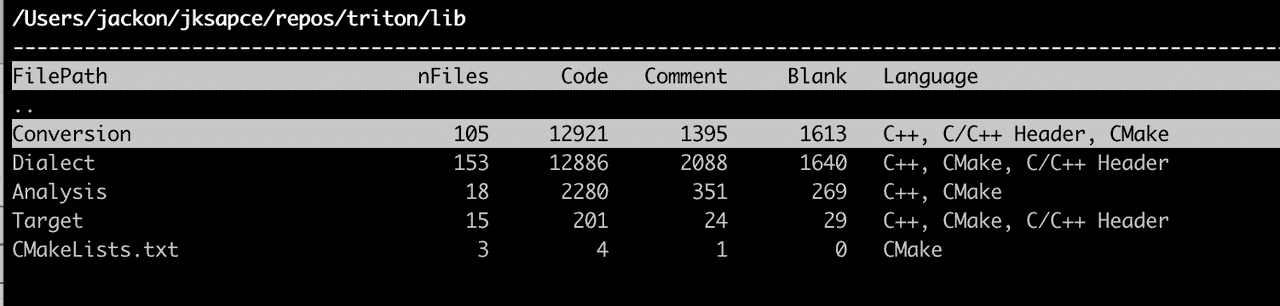 /Users/jackon/jksapce/repos/triton/lib
--------------------------------------------------------------------------------------------------------------
FilePath nFiles Code Comment Blank Language
..
Conversion 105 12921 1395 1613 C++, C/C++ Header, CMake
Dialect 153 12886 2088 1640 C++, CMake, C/C++ Header
Analysis 18 2280 351 269 C++, CMake
Target 15 201 24 29 C++, CMake, C/C++ Header
CMakeLists.txt 3 4 1 0 CMake